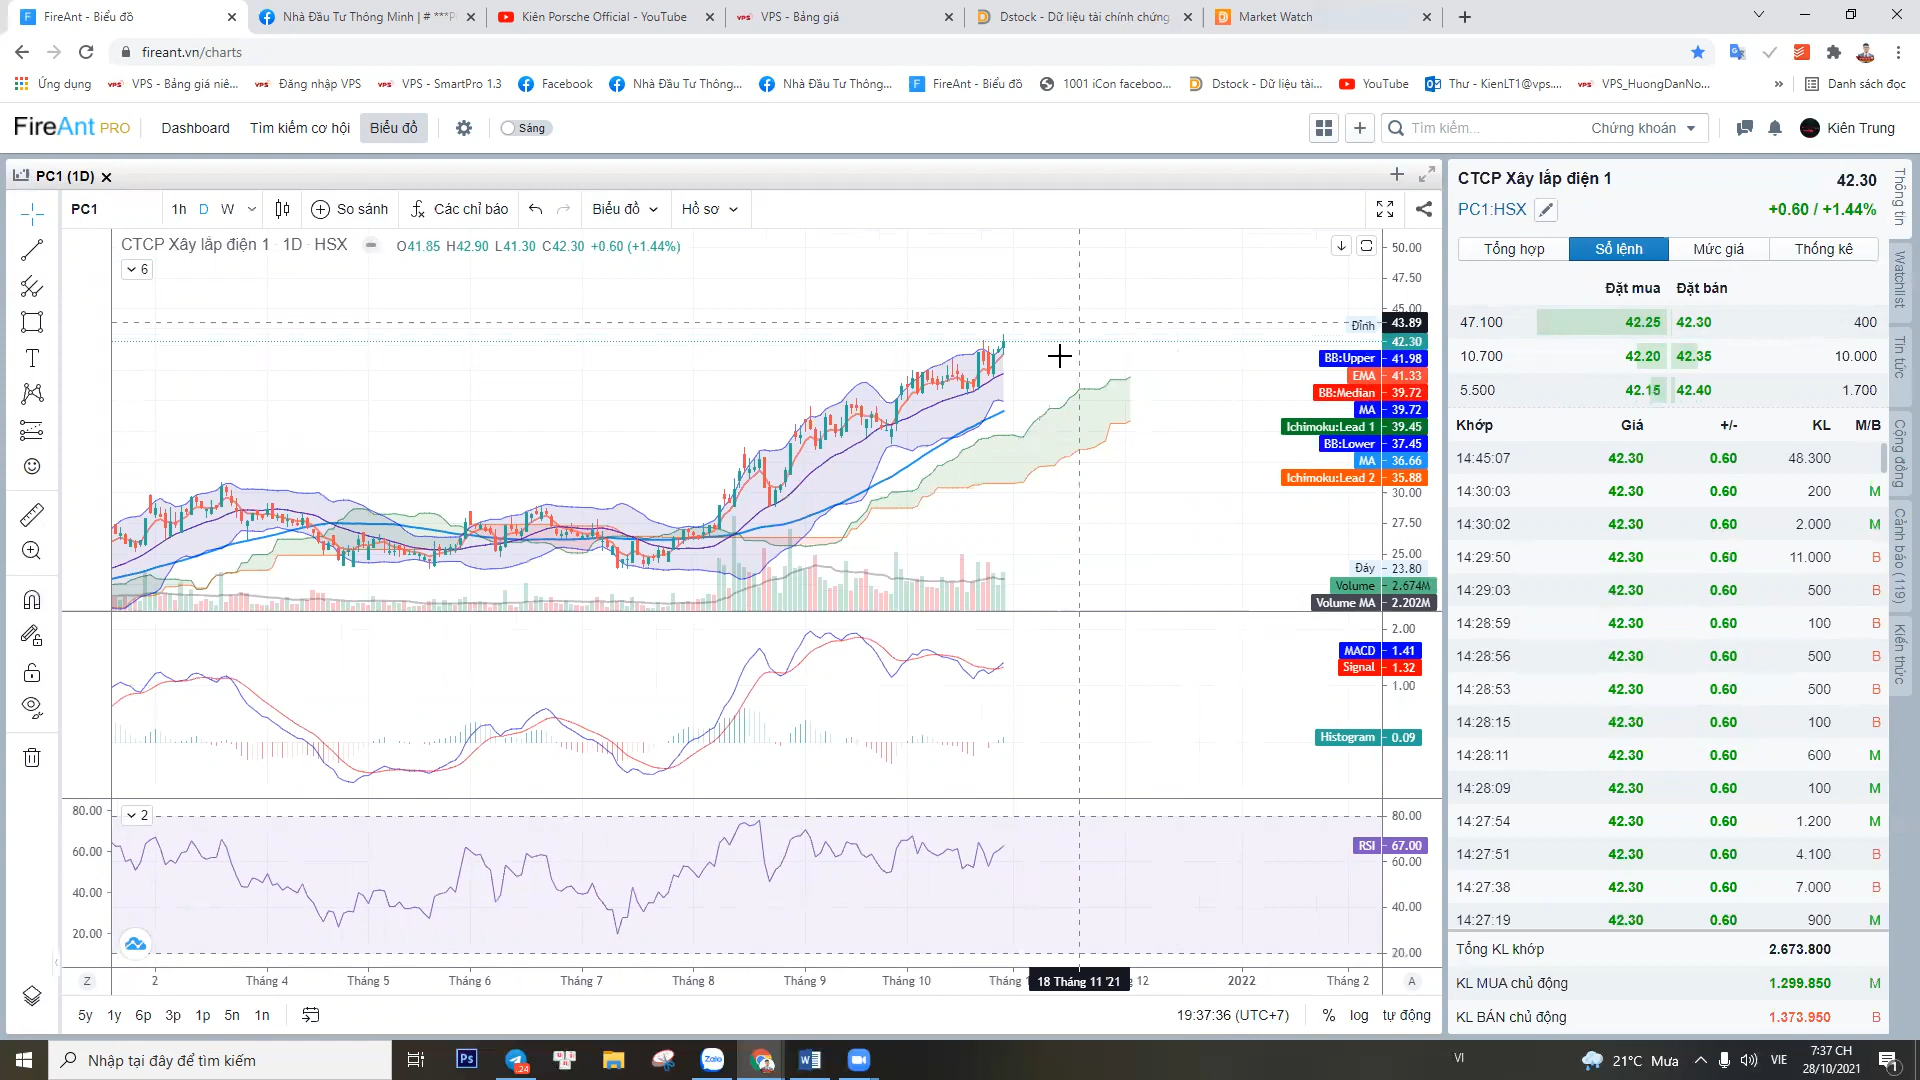 FireAnt - Biểu đồ
Nhà Đầu Tư Thông Minh | # ***P
Kiên Porsche Official - YouTube
VPS - Bảng giá
Dstock - Dữ liệu tài chính chứng
Market Watch
fireant.vn/charts
Ứng dụng
VPS - Bảng giá niê...
Đăng nhập VPS
VPS - SmartPro 1.3
Facebook
Nhà Đầu Tư Thông...
Nhà Đầu Tư Thông...
FireAnt - Biểu đồ
1001 iCon faceboo...
Dstock - Dữ liệu tài...
YouTube
Thư - KienLT1@vps....
VPS_HuongDanNo...
»
Danh sách đọc
FireAnt PRO
Dashboard
Tìm kiếm cơ hội
Biểu đồ
Sáng
Tìm kiếm...
Chứng khoán
Kiên Trung
PC1 (1D)
PC1
1h
D
W
So sánh
Các chỉ báo
Biểu đồ
Hồ sơ
CTCP Xây lắp điện 1 · 1D · HSX
O41.85 H42.90 L41.30 C42.30 +0.60 (+1.44%)
6
50.00
47.50
45.00
Đỉnh 43.89
42.30
BB:Upper 41.98
EMA 41.33
BB:Median 39.72
MA 39.72
Ichimoku:Lead 1 39.45
BB:Lower 37.45
MA 36.66
Ichimoku:Lead 2 35.88
30.00
27.50
25.00
Đáy 23.80
Volume 2.674M
Volume MA 2.202M
2.00
MACD 1.41
Signal 1.32
1.00
Histogram 0.09
2
80.00
60.00
40.00
20.00
80.00
RSI 67.00
60.00
40.00
20.00
Z
2
Tháng 4
Tháng 5
Tháng 6
Tháng 7
Tháng 8
Tháng 9
Tháng 10
Tháng 1
18 Tháng 11 '21
12
2022
Tháng 2
A
5y 1y 6p 3p 1p 5n 1n
19:37:36 (UTC+7)
%
log
tự động
CTCP Xây lắp điện 1
42.30
PC1:HSX
+0.60 / +1.44%
Tổng hợp
Sổ lệnh
Mức giá
Thống kê
Đặt mua Đặt bán
47.100 42.25 42.30 400
10.700 42.20 42.35 10.000
5.500 42.15 42.40 1.700
Khớp Giá +/- KL M/B
14:45:07 42.30 0.60 48.300
14:30:03 42.30 0.60 200 M
14:30:02 42.30 0.60 2.000 M
14:29:50 42.30 0.60 11.000 B
14:29:03 42.30 0.60 500 B
14:28:59 42.30 0.60 100 B
14:28:56 42.30 0.60 500 B
14:28:53 42.30 0.60 500 B
14:28:15 42.30 0.60 100 B
14:28:11 42.30 0.60 600 M
14:28:09 42.30 0.60 100 M
14:27:54 42.30 0.60 1.200 M
14:27:51 42.30 0.60 4.100 B
14:27:38 42.30 0.60 7.000 B
14:27:19 42.30 0.60 900 M
Tổng KL khớp 2.673.800
KL MUA chủ động 1.299.850 M
KL BÁN chủ động 1.373.950 B
Thông tin
Watchlist
Tin tức
Cộng đồng
Cảnh báo (119)
Kiến thức
Nhập tại đây để tìm kiếm
Ps
24
Zalo
VI
21°C Mưa
VIE
7:37 CH
28/10/2021
1